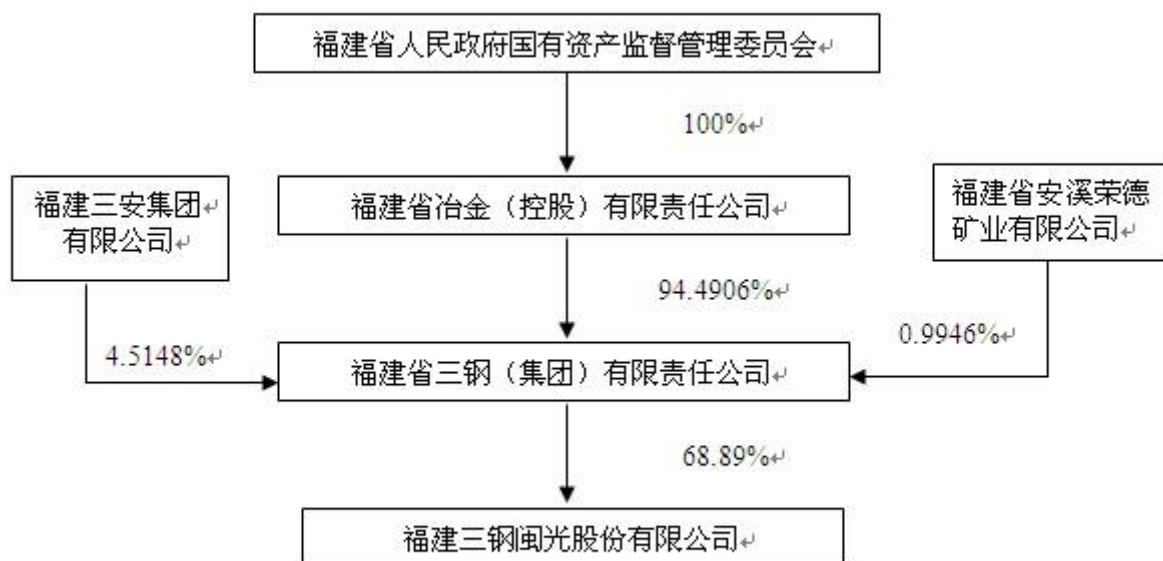 福建省人民政府国有资产监督管理委员会↵
100%↵
福建三安集团↵
有限公司↵
福建省冶金（控股）有限责任公司↵
福建省安溪荣德
矿业有限公司↵
94.4906%↵
4.5148%↵
0.9946%↵
福建省三钢（集团）有限责任公司↵
68.89%↵
福建三钢闽光股份有限公司↵